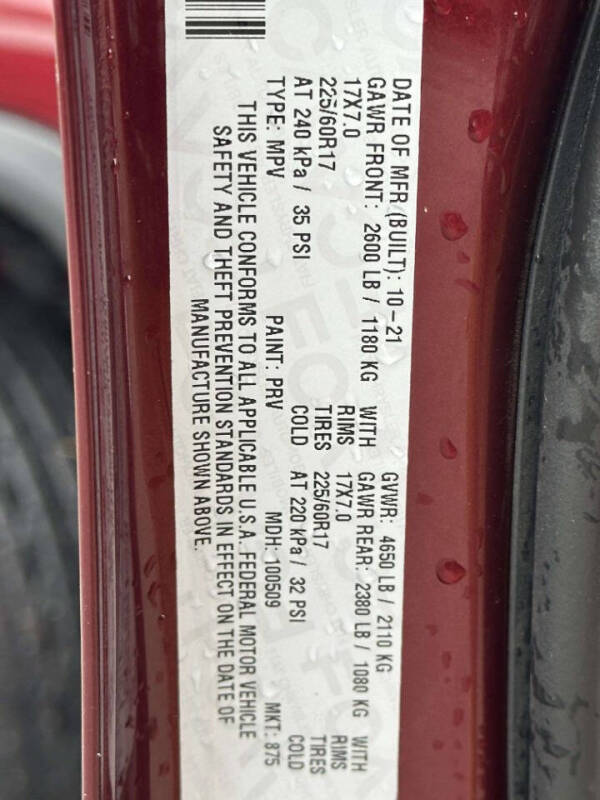 DATE OF MFR (BUILT): 10-21 GVWR: 4650 LB / 2110 KG
GAWR FRONT: 2600 LB / 1180 KG WITH GAWR REAR: 2380 LB / 1080 KG WITH
17X7.0 RIMS 17X7.0 RIMS
225/60R17 TIRES 225/60R17 TIRES
AT 240 kPa / 35 PSI COLD AT 220 kPa / 32 PSI COLD
TYPE: MPV PAINT: PRV MDH: 100509 MKT: 875
THIS VEHICLE CONFORMS TO ALL APPLICABLE U.S.A. FEDERAL MOTOR VEHICLE
SAFETY AND THEFT PREVENTION STANDARDS IN EFFECT ON THE DATE OF
MANUFACTURE SHOWN ABOVE.